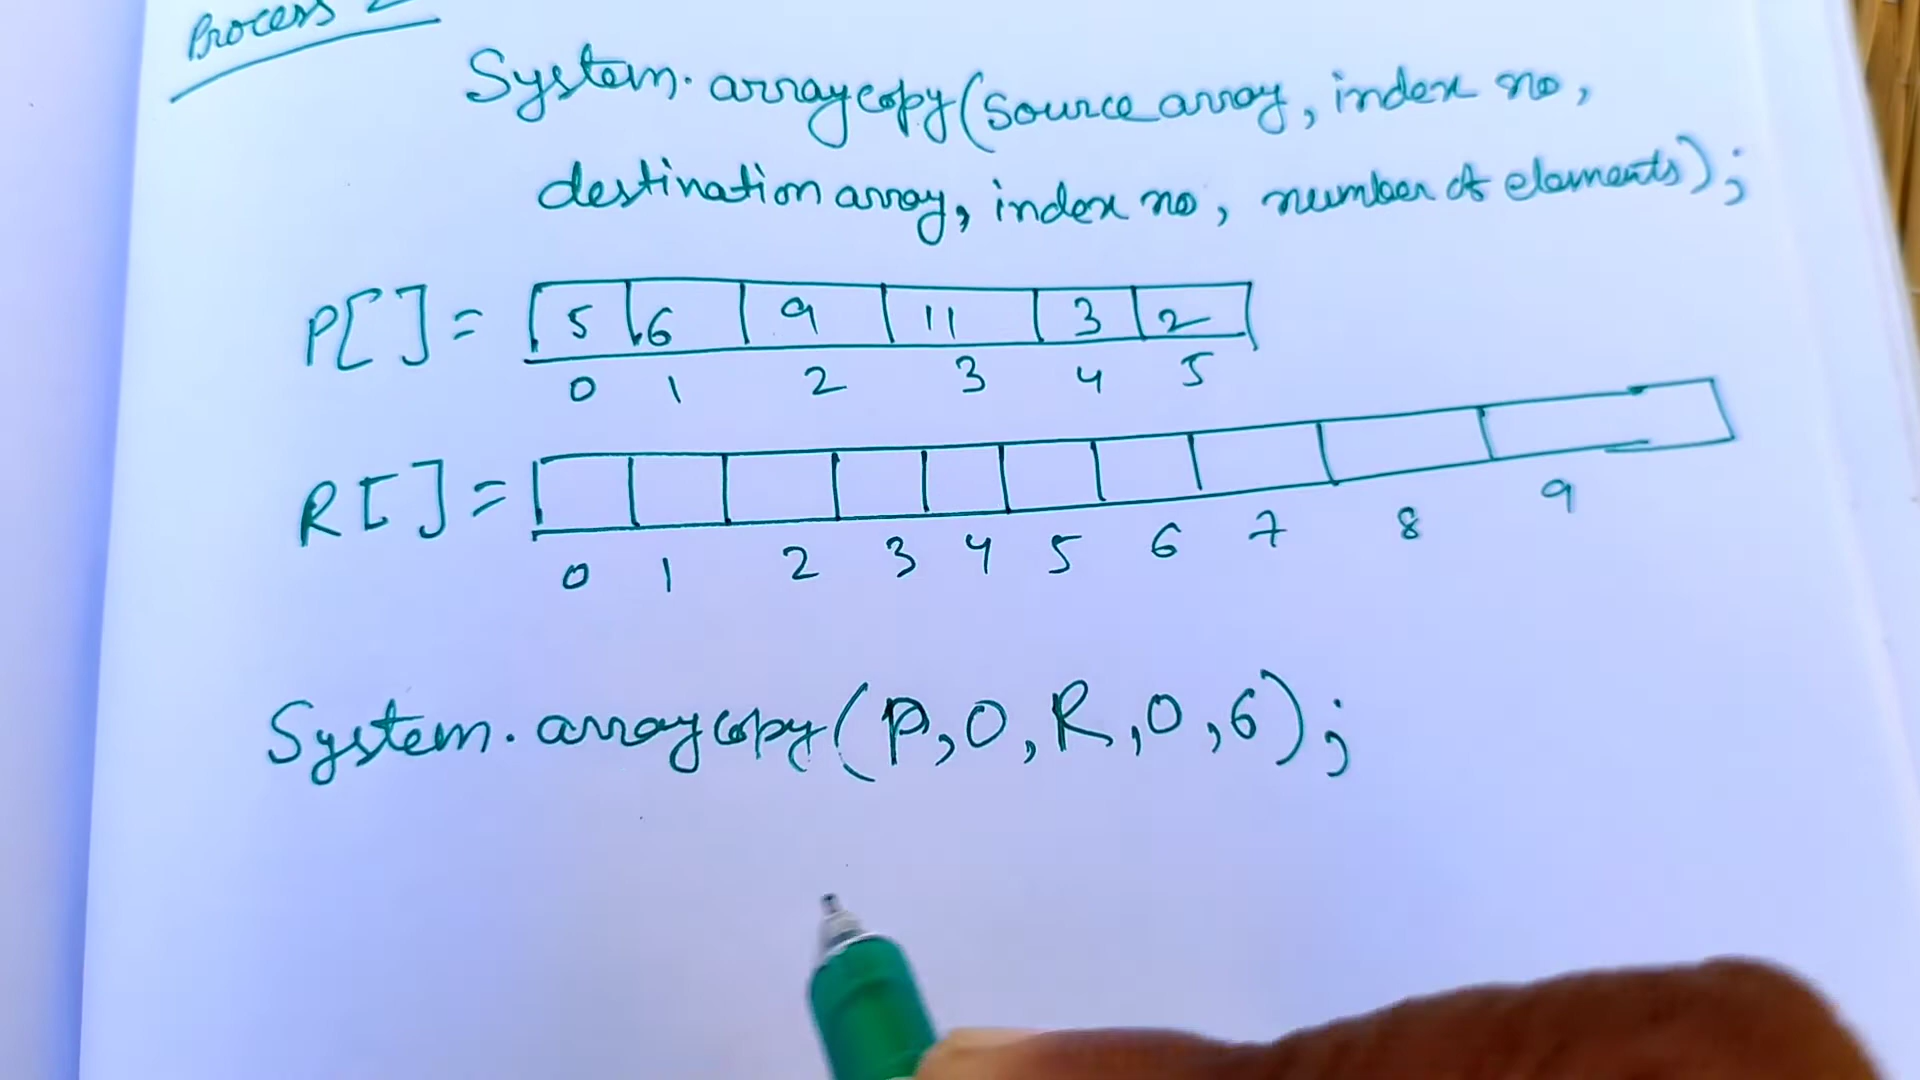 Process 2
System.arraycopy(Source array, index no,
destination array, index no, number of elements);
P[]= 5 6 9 11 3 2
0 1 2 3 4 5
R[]=
0 1 2 3 4 5 6 7 8 9
System.arraycopy(P,0,R,0,6);